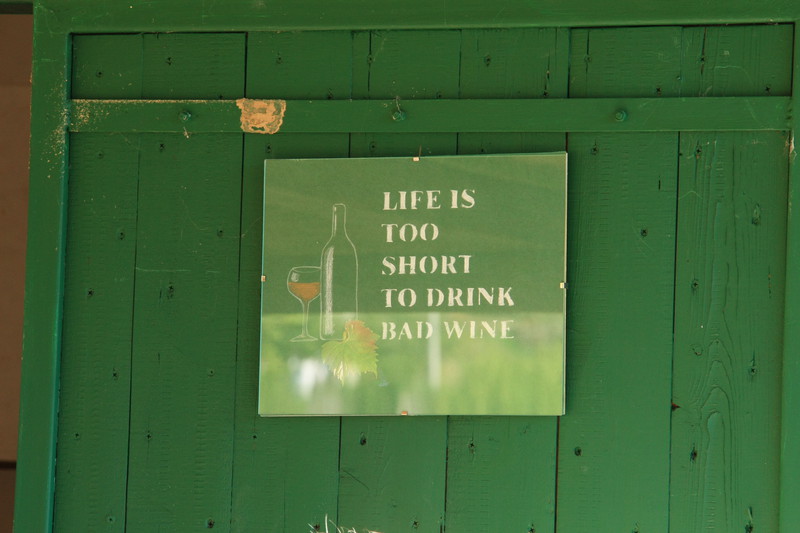 LIFE IS
TOO
SHORT
TO DRINK
BAD WINE